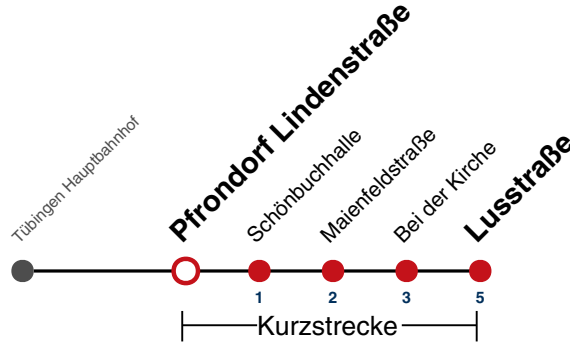 Tübingen Hauptbahnhof
Pfrondorf Lindenstraße
Schönbuchhalle
Maienfeldstraße
Bei der Kirche
Lusstraße
1 2 3 5
Kurzstrecke